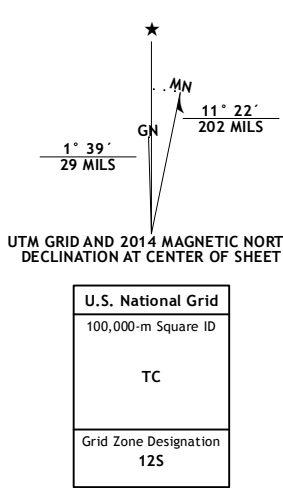 ★
MN
GN
11° 22´
202 MILS
1° 39´
29 MILS
UTM GRID AND 2014 MAGNETIC NORT
DECLINATION AT CENTER OF SHEET
U.S. National Grid
100,000-m Square ID
TC
Grid Zone Designation
12S